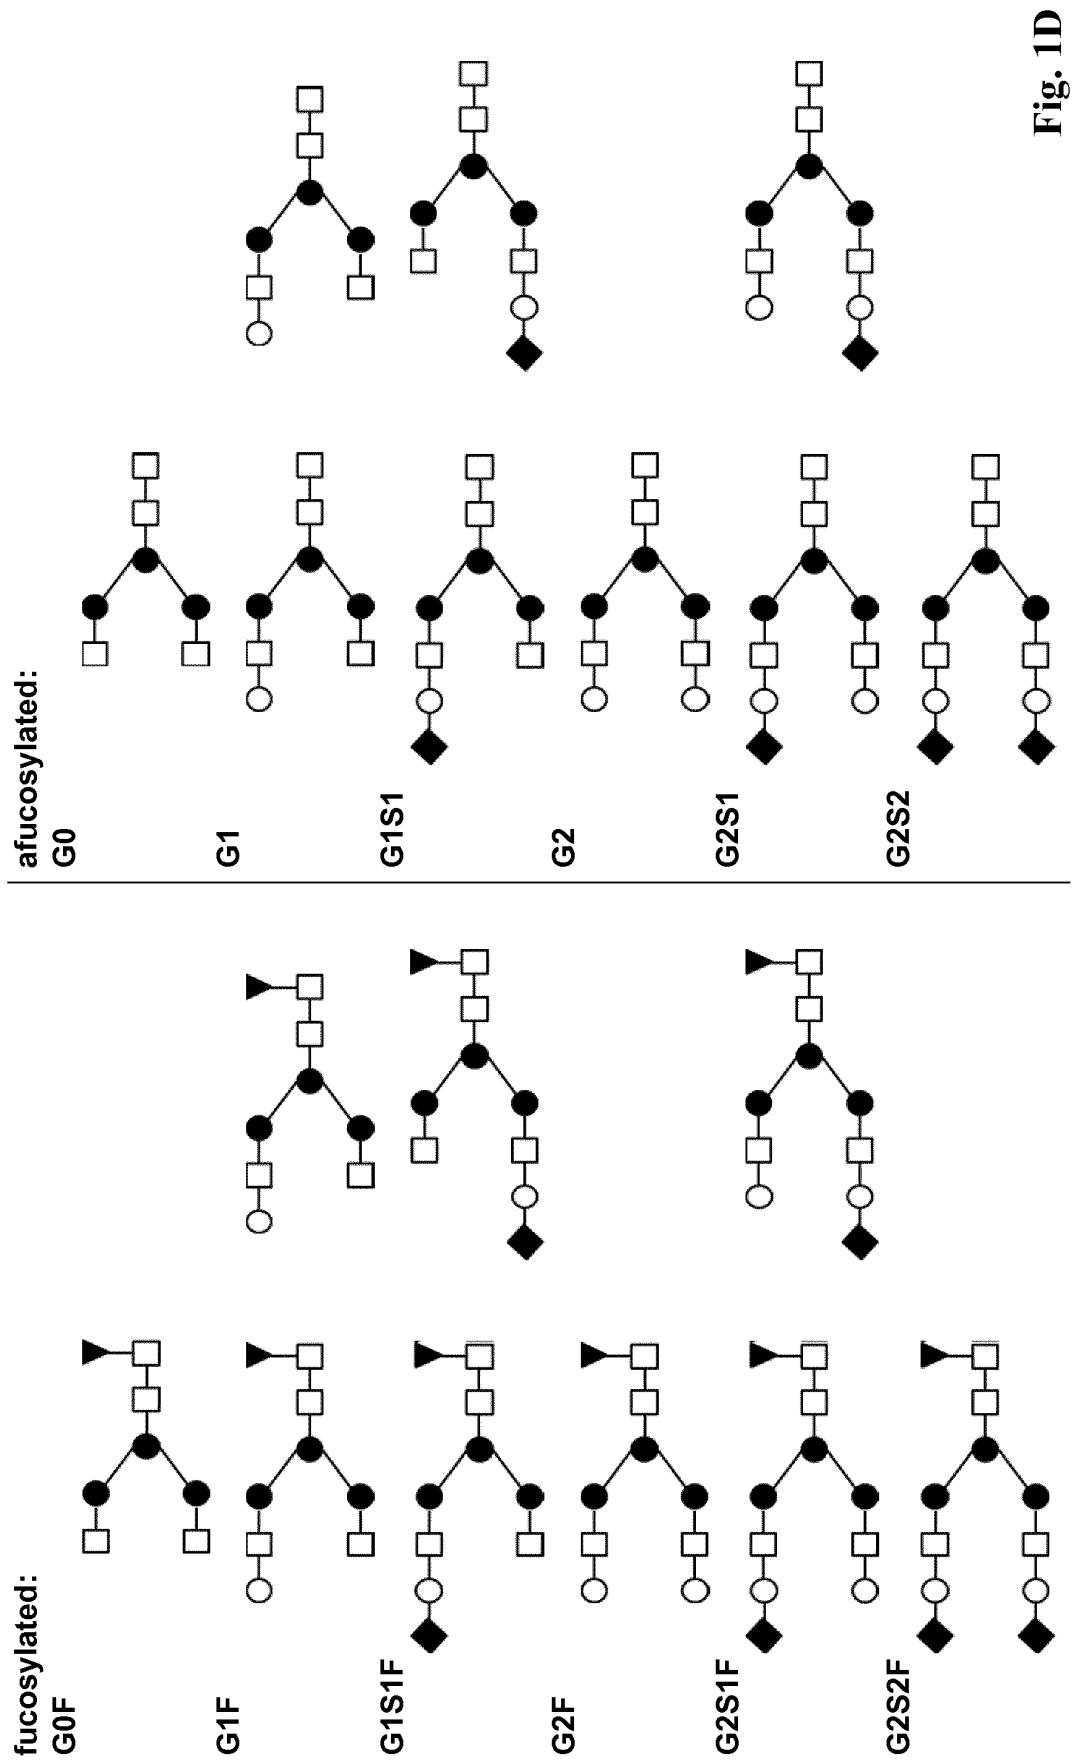 fucosylated:
G0F
G1F
G1S1F
G2F
G2S1F
G2S2F
afucosylated:
G0
G1
G1S1
G2
G2S1
G2S2
Fig. 1D